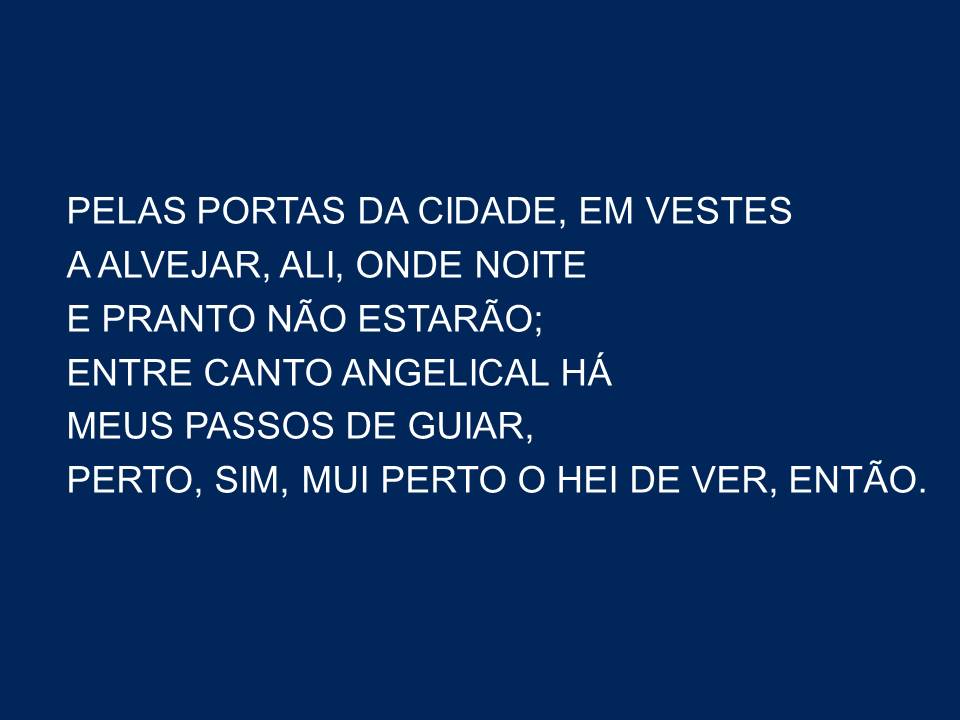 PELAS PORTAS DA CIDADE, EM VESTES
A ALVEJAR, ALI, ONDE NOITE
E PRANTO NÃO ESTARÃO;
ENTRE CANTO ANGELICAL HÁ
MEUS PASSOS DE GUIAR,
PERTO, SIM, MUI PERTO O HEI DE VER, ENTÃO.